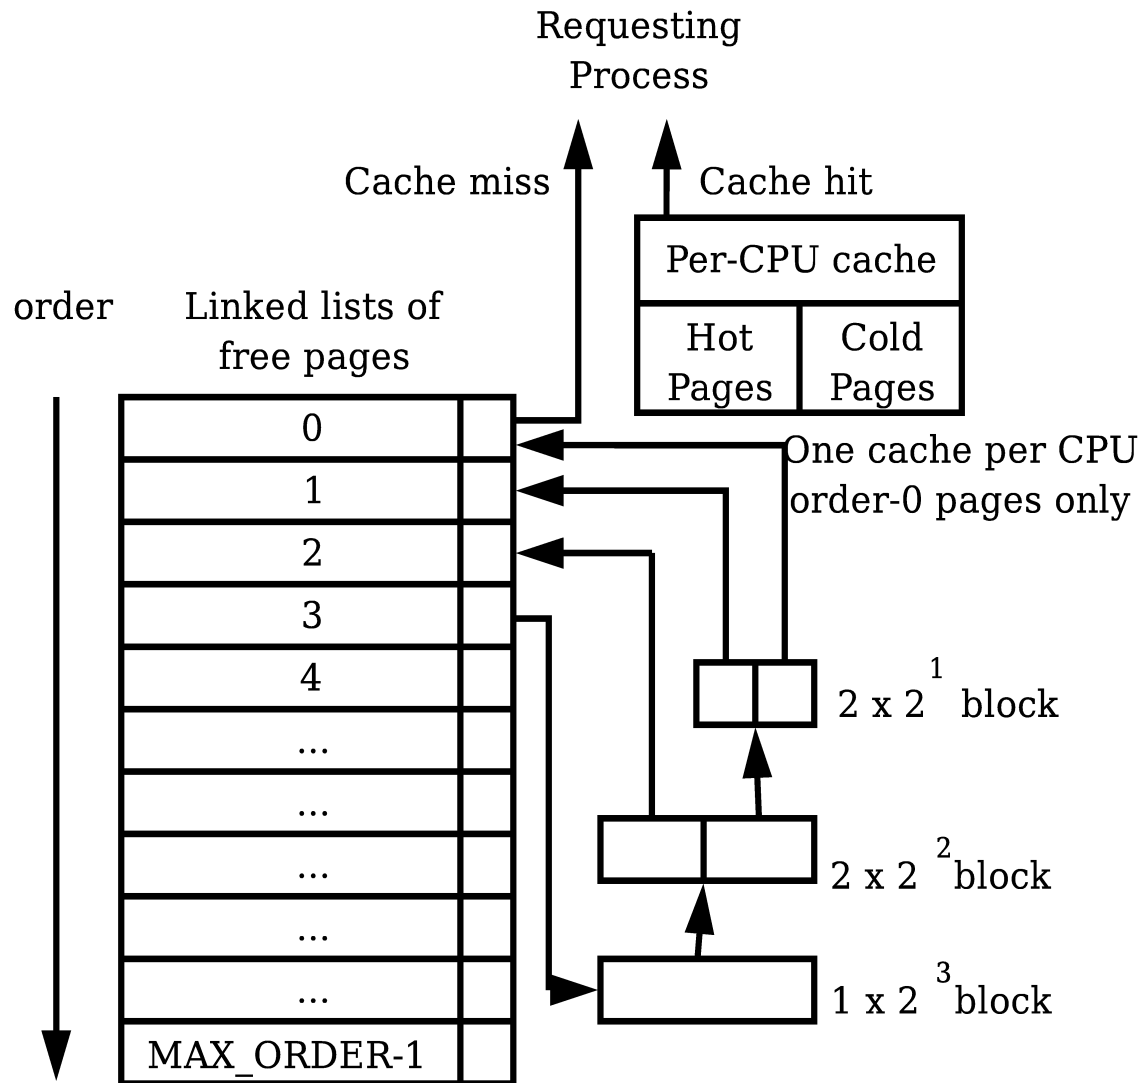 Requesting
Process
Cache miss
Cache hit
Per-CPU cache
Hot
Pages
Cold
Pages
One cache per CPU
order-0 pages only
order
Linked lists of
free pages
0
1
2
3
4
...
...
...
...
...
MAX_ORDER-1
2 x 2^1 block
2 x 2^2 block
1 x 2^3 block